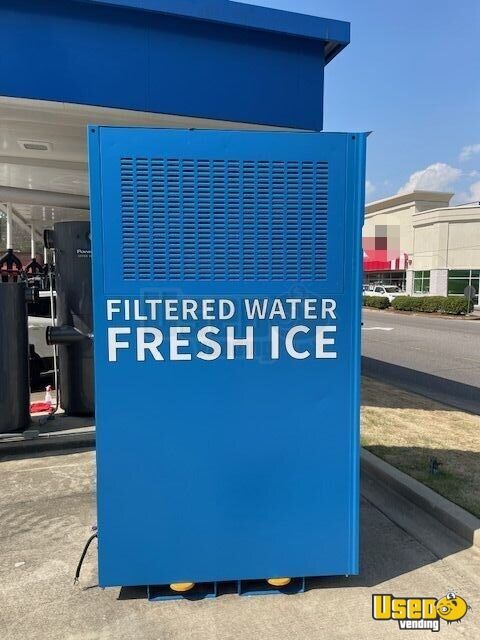 FILTERED WATER
FRESH ICE
Used
vending